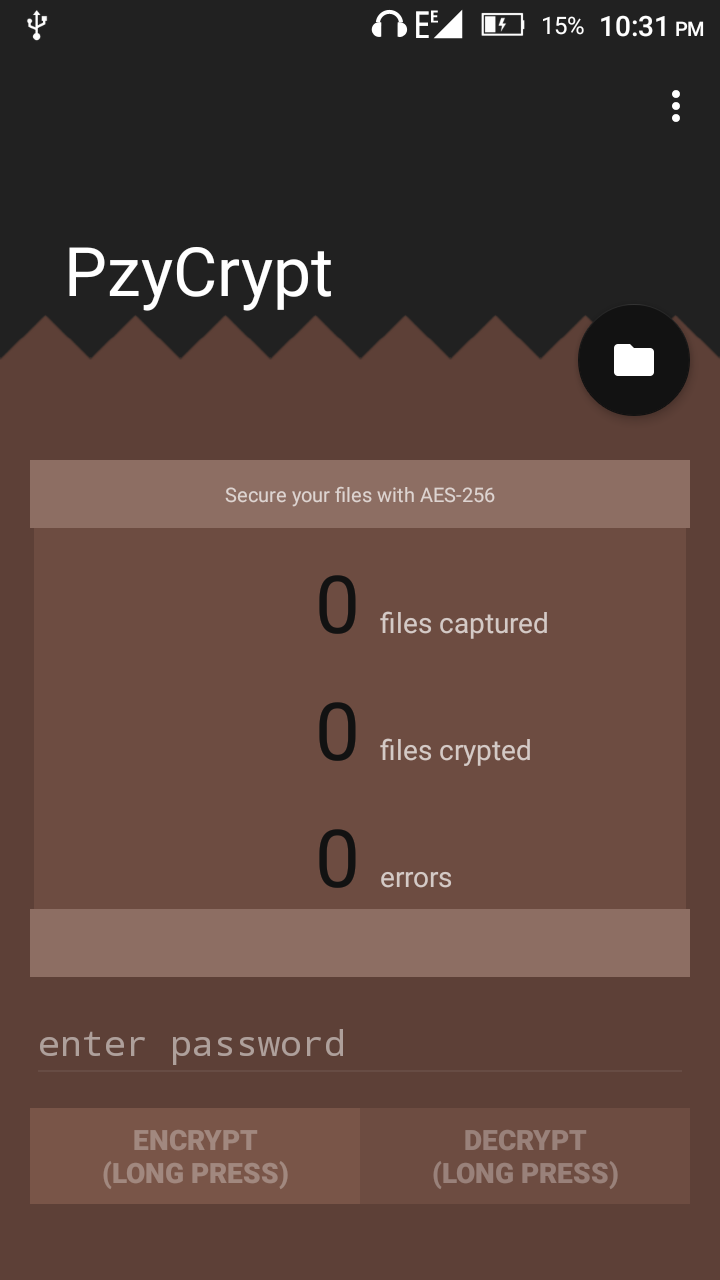 E E 15% 10:31 PM
PzyCrypt
Secure your files with AES-256
0 files captured
0 files crypted
0 errors
enter password
ENCRYPT
(LONG PRESS)
DECRYPT
(LONG PRESS)